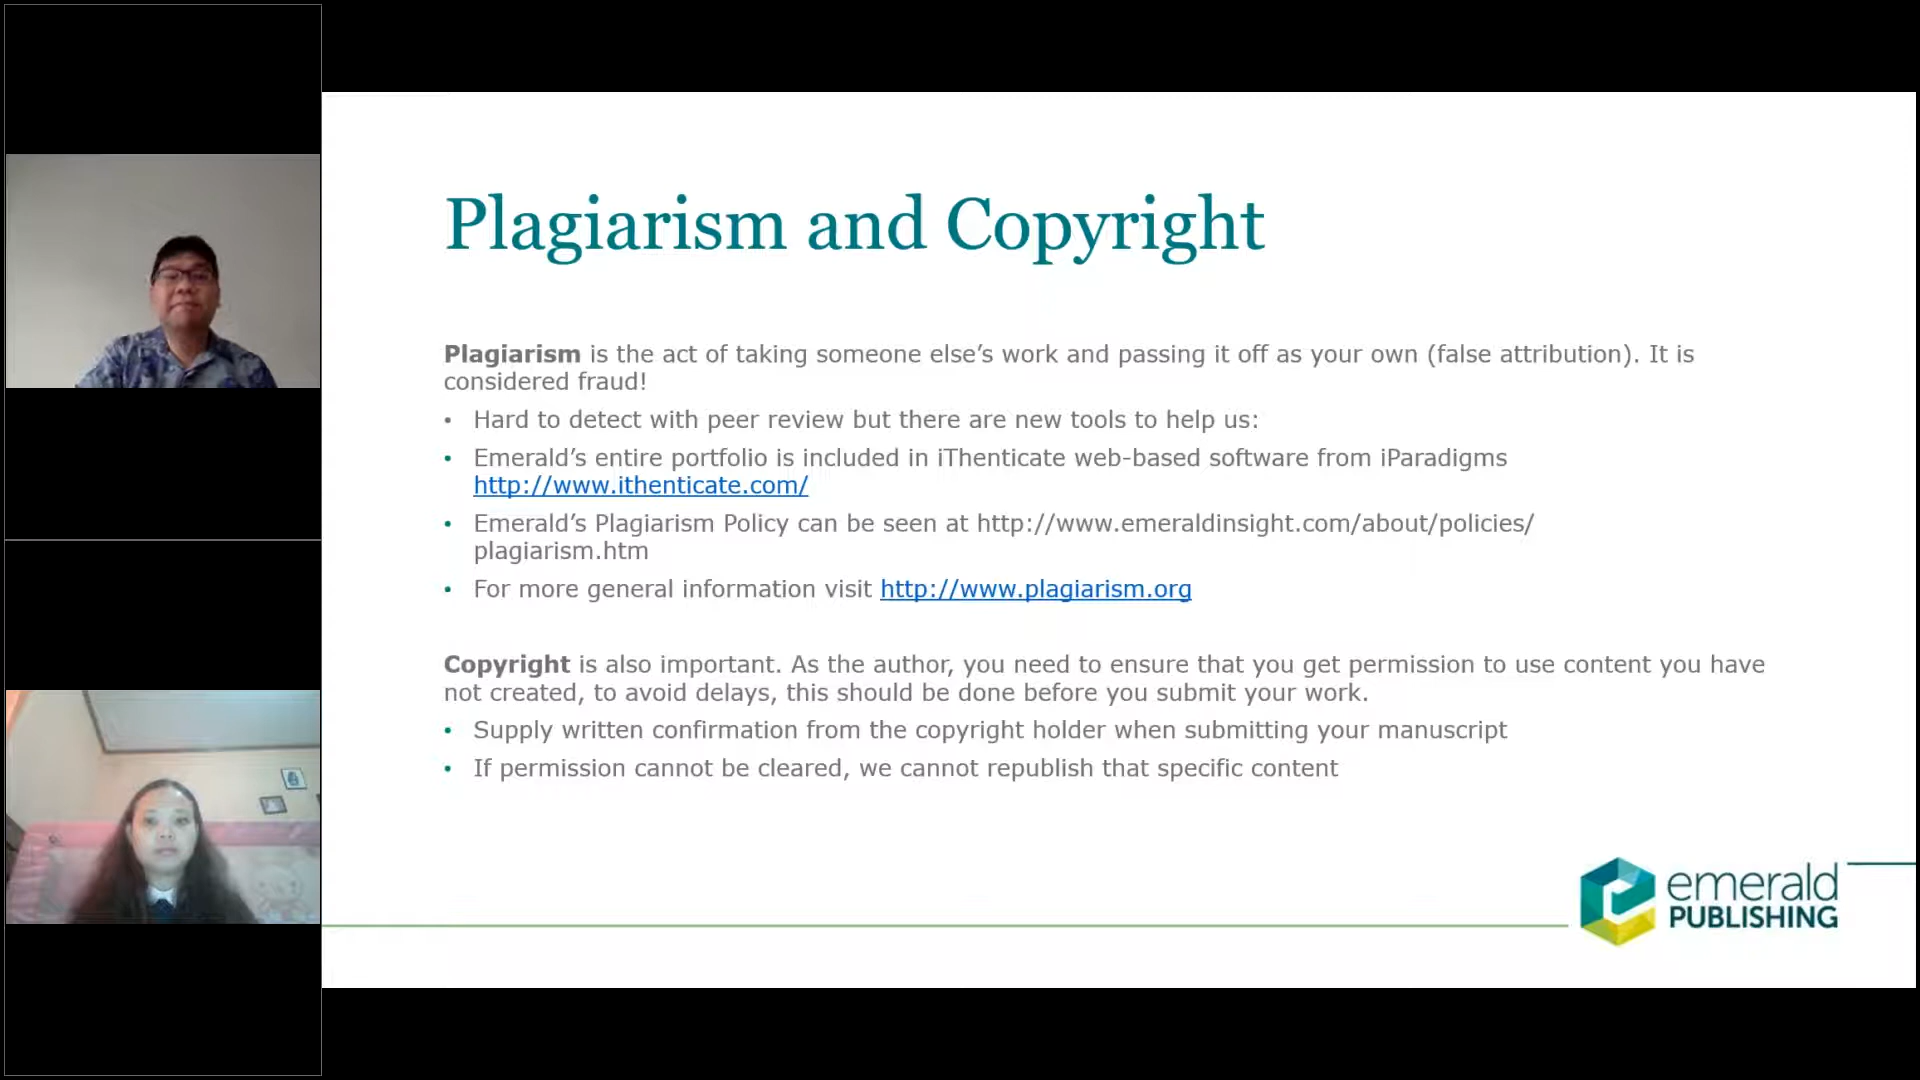 Plagiarism and Copyright
Plagiarism is the act of taking someone else’s work and passing it off as your own (false attribution). It is
considered fraud!
• Hard to detect with peer review but there are new tools to help us:
• Emerald’s entire portfolio is included in iThenticate web-based software from iParadigms
http://www.ithenticate.com/
• Emerald’s Plagiarism Policy can be seen at http://www.emeraldinsight.com/about/policies/
plagiarism.htm
• For more general information visit http://www.plagiarism.org
Copyright is also important. As the author, you need to ensure that you get permission to use content you have
not created, to avoid delays, this should be done before you submit your work.
• Supply written confirmation from the copyright holder when submitting your manuscript
• If permission cannot be cleared, we cannot republish that specific content
emerald
PUBLISHING